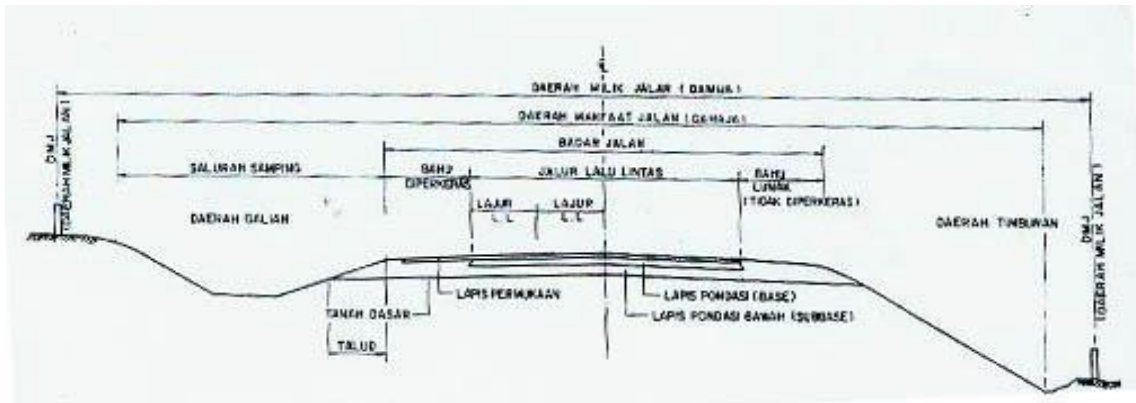 ℄
DAERAH MILIK JALAN (DAMIJA)
DAERAH MANFAAT JALAN (DAMAJA)
BADAN JALAN
SALURAN SAMPING
BAHU
DIPERKERAS
JALUR LALU LINTAS
BAHU
LUNAK
(TIDAK DIPERKERAS)
LAJUR
L.L
LAJUR
L.L
DMJ
(DAERAH MILIK JALAN)
DAERAH GALIAN
DAERAH TIMBUNAN
DMJ
(DAERAH MILIK JALAN)
LAPIS PERMUKAAN
LAPIS PONDASI (BASE)
TANAH DASAR
LAPIS PONDASI BAWAH (SUBBASE)
TALUD